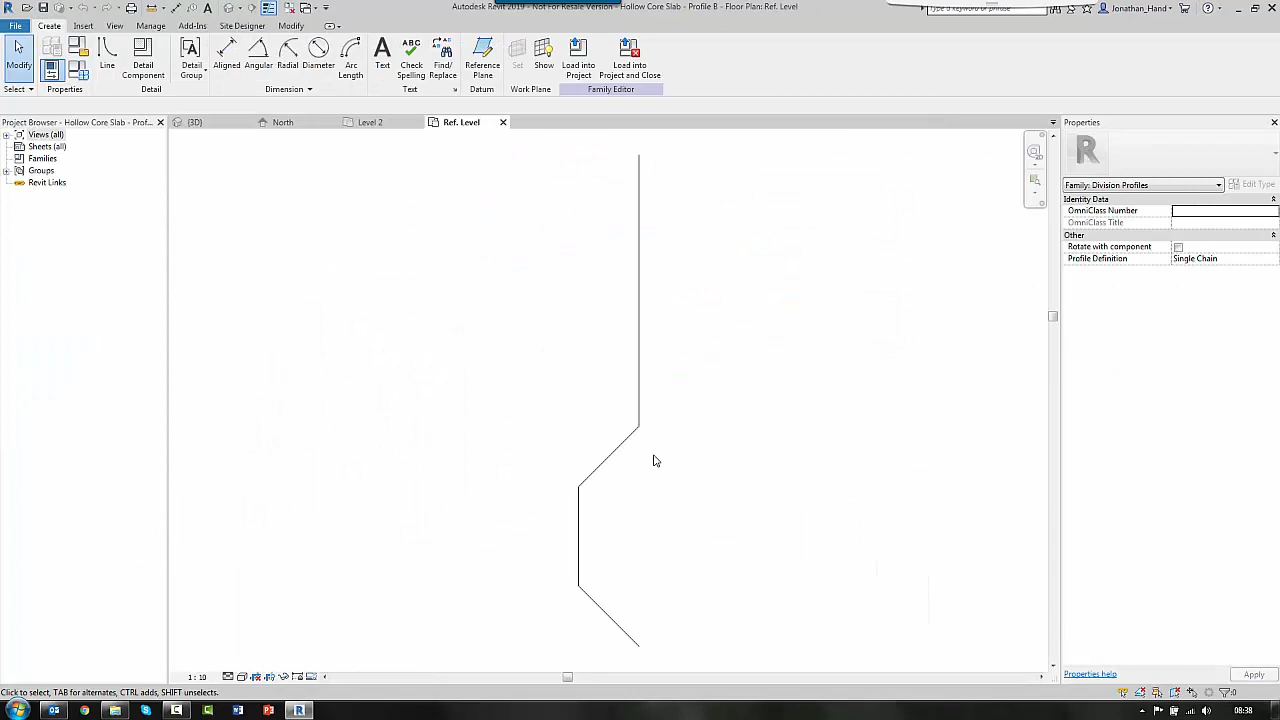 Autodesk Revit 2019 - Not For Resale Version - Hollow Core Slab - Profile B - Floor Plan: Ref. Level
Type a keyword or phrase
Jonathan_Hand
File Create Insert View Manage Add-Ins Site Designer Modify
Modify
Line
Detail
Component
Detail
Group
Aligned
Angular
Radial
Diameter
Arc
Length
Text
Check
Spelling
Find/
Replace
Reference
Plane
Set
Show
Load into
Project
Load into
Project and Close
Select
Properties
Detail
Dimension
Text
Datum
Work Plane
Family Editor
Project Browser - Hollow Core Slab - Prof...
{3D}
North
Level 2
Ref. Level
Properties
Views (all)
Sheets (all)
Families
Groups
Revit Links
Family: Division Profiles
Edit Type
Identity Data
OmniClass Number
OmniClass Title
Other
Rotate with component
Profile Definition Single Chain
Properties help
Apply
1 : 10
Click to select, TAB for alternates, CTRL adds, SHIFT unselects.
:0
08:38